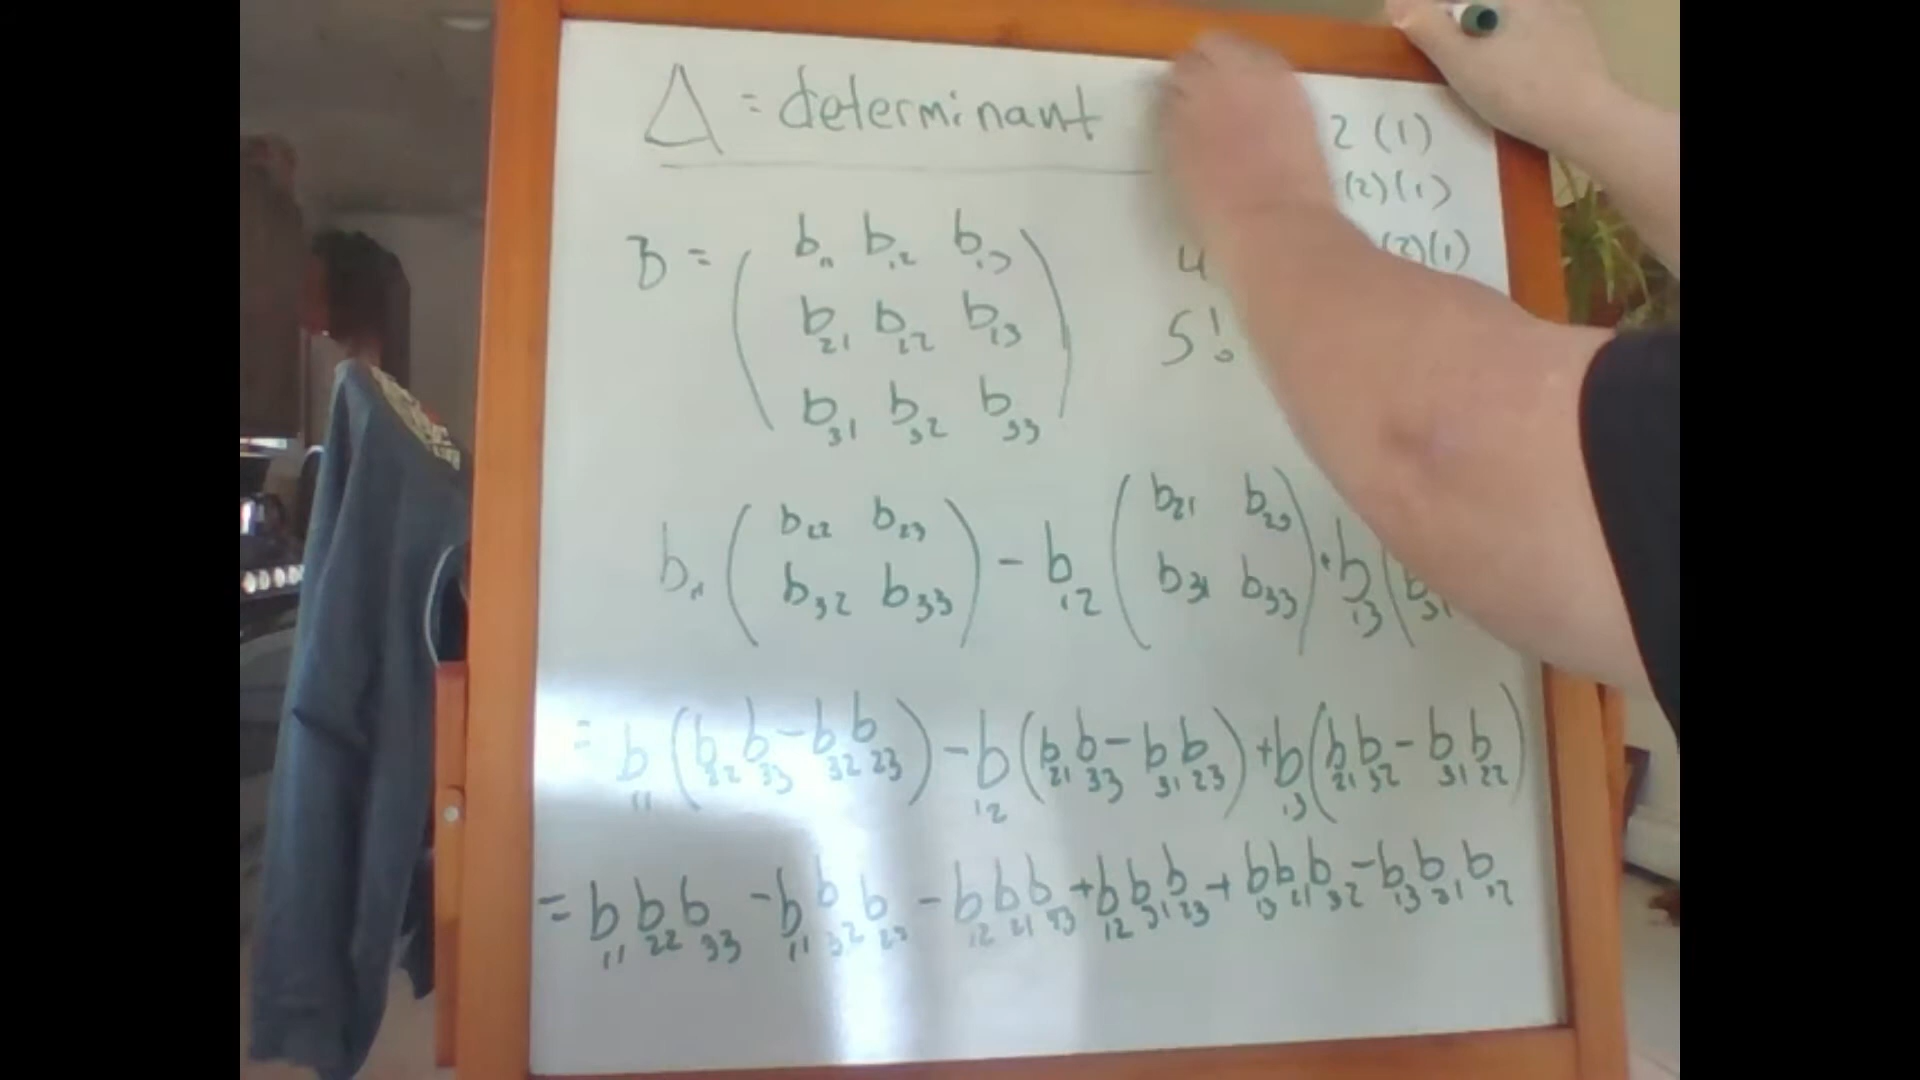 Δ = determinant
2 (1)
(2)(1)
(2)(1)
4
5!
B = ( b11 b12 b13
b21 b22 b13
b31 b32 b33 )
b11 ( b22 b23 b32 b33 ) - b12 ( b21 b23 b31 b33 ) + b13 ( b31
= b11 (b22 b33 - b32 b23) - b12 (b21 b33 - b31 b23) + b13 (b21 b32 - b31 b22)
= b11 b22 b33 - b11 b32 b23 - b12 b21 b33 + b12 b31 b23 + b13 b21 b32 - b13 b31 b22